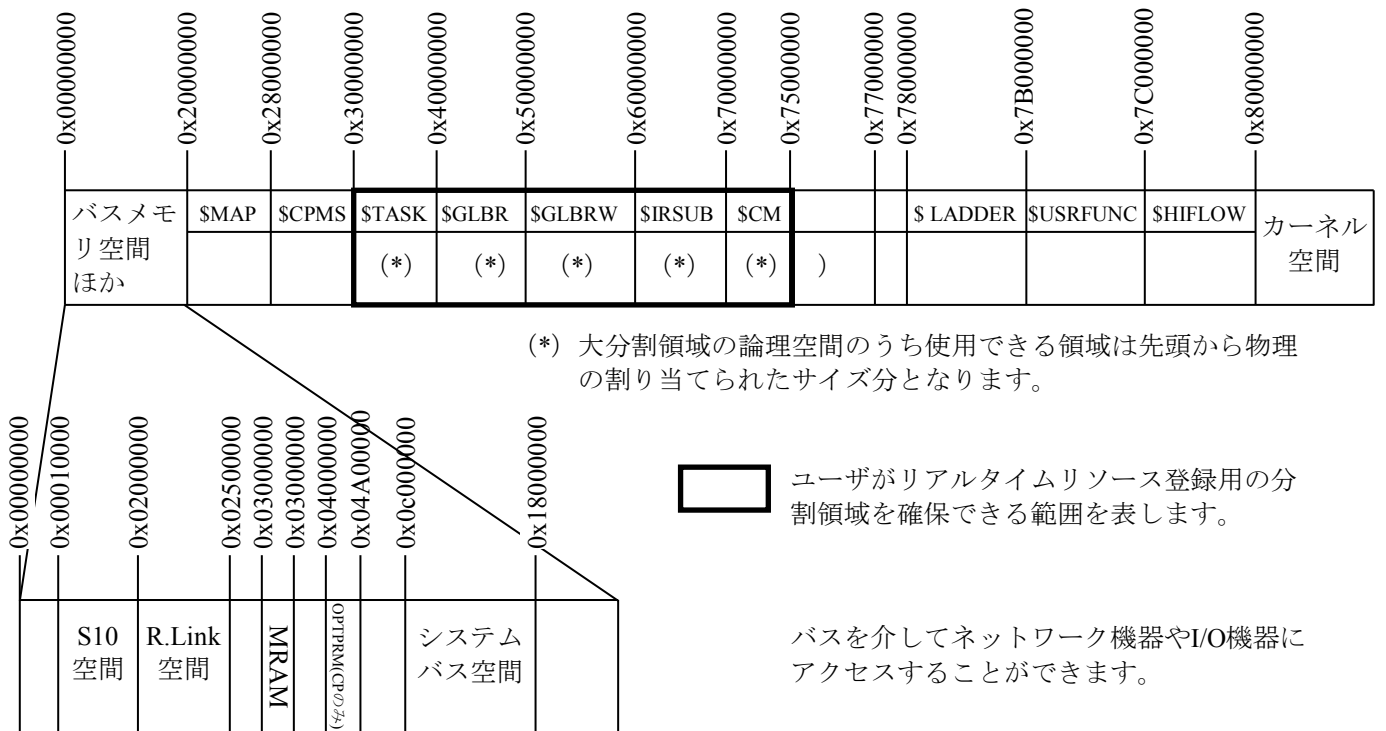 0x00000000
0x20000000
0x28000000
0x30000000
0x40000000
0x50000000
0x60000000
0x70000000
0x75000000
0x77000000
0x78000000
0x7B000000
0x7C000000
0x80000000
バスメモ
リ空間
ほか
$MAP
$CPMS
$TASK
$GLBR
$GLBRW
$IRSUB
$CM
$ LADDER
$USRFUNC
$HIFLOW
カーネル
空間
(*)
(*)
(*)
(*)
(*)
)
(*) 大分割領域の論理空間のうち使用できる領域は先頭から物理
の割り当てられたサイズ分となります。
0x00000000
0x00010000
0x02000000
0x02500000
0x03000000
0x03000000
0x04000000
0x04A00000
0x0c000000
0x18000000
ユーザがリアルタイムリソース登録用の分
割領域を確保できる範囲を表します。
S10
空間
R.Link
空間
MRAM
OPTPRM(CPのみ)
システム
バス空間
バスを介してネットワーク機器やI/O機器に
アクセスすることができます。